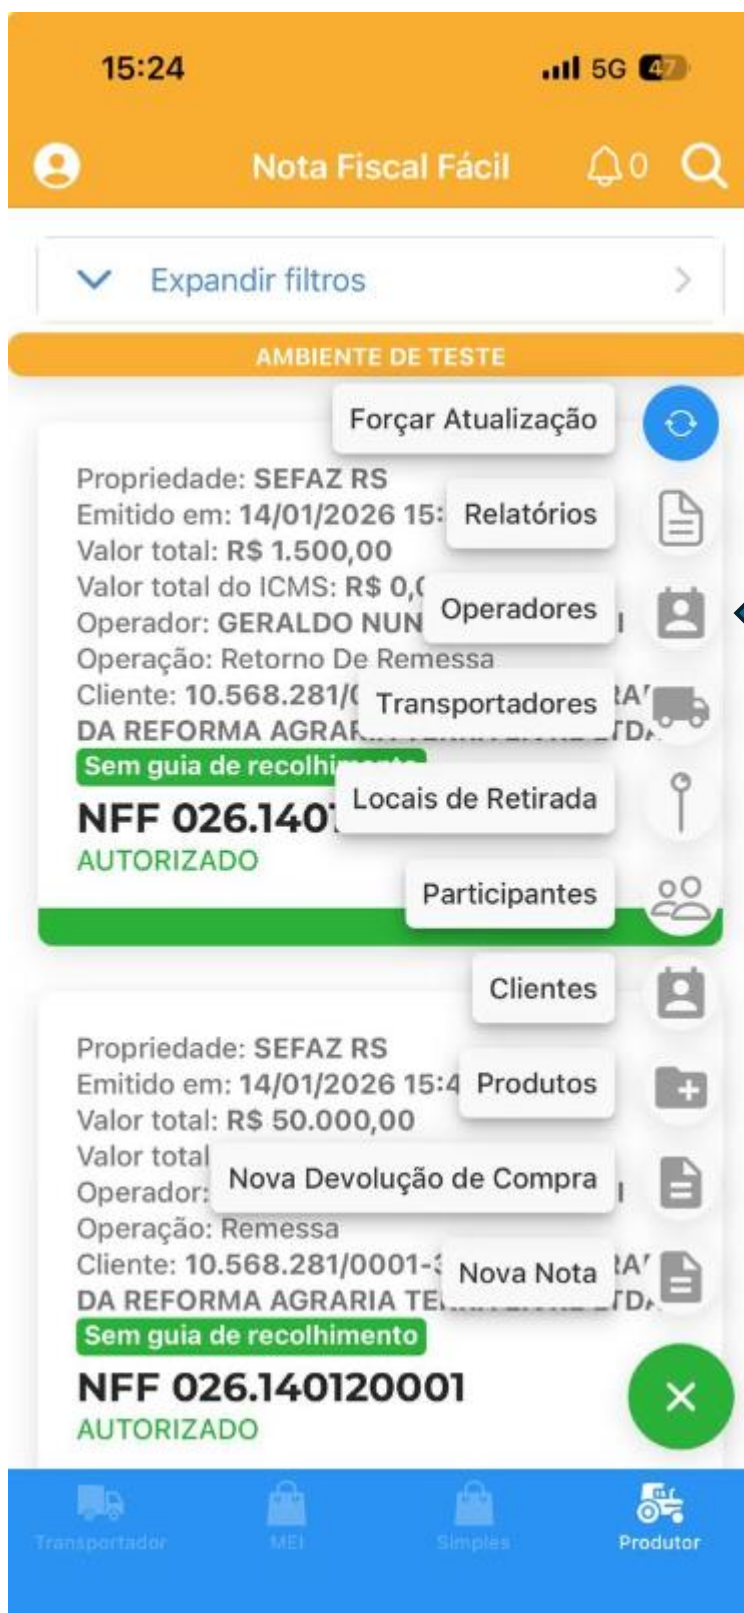 15:24
5G 47
Nota Fiscal Fácil
0
Expandir filtros
AMBIENTE DE TESTE
Forçar Atualização
Propriedade: SEFAZ RS
Emitido em: 14/01/2026 15:
Relatórios
Valor total: R$ 1.500,00
Valor total do ICMS: R$ 0,0
Operador: GERALDO NUN
Operadores
Operação: Retorno De Remessa
Cliente: 10.568.281/0
Transportadores
DA REFORMA AGRARIA
Sem guia de recolhimento
Locais de Retirada
NFF 026.140
AUTORIZADO
Participantes
Clientes
Propriedade: SEFAZ RS
Emitido em: 14/01/2026 15:4
Produtos
Valor total: R$ 50.000,00
Valor total
Nova Devolução de Compra
Operador:
Operação: Remessa
Cliente: 10.568.281/0001-
Nova Nota
DA REFORMA AGRARIA
Sem guia de recolhimento
NFF 026.140120001
AUTORIZADO
Transportador
MEI
Simples
Produtor